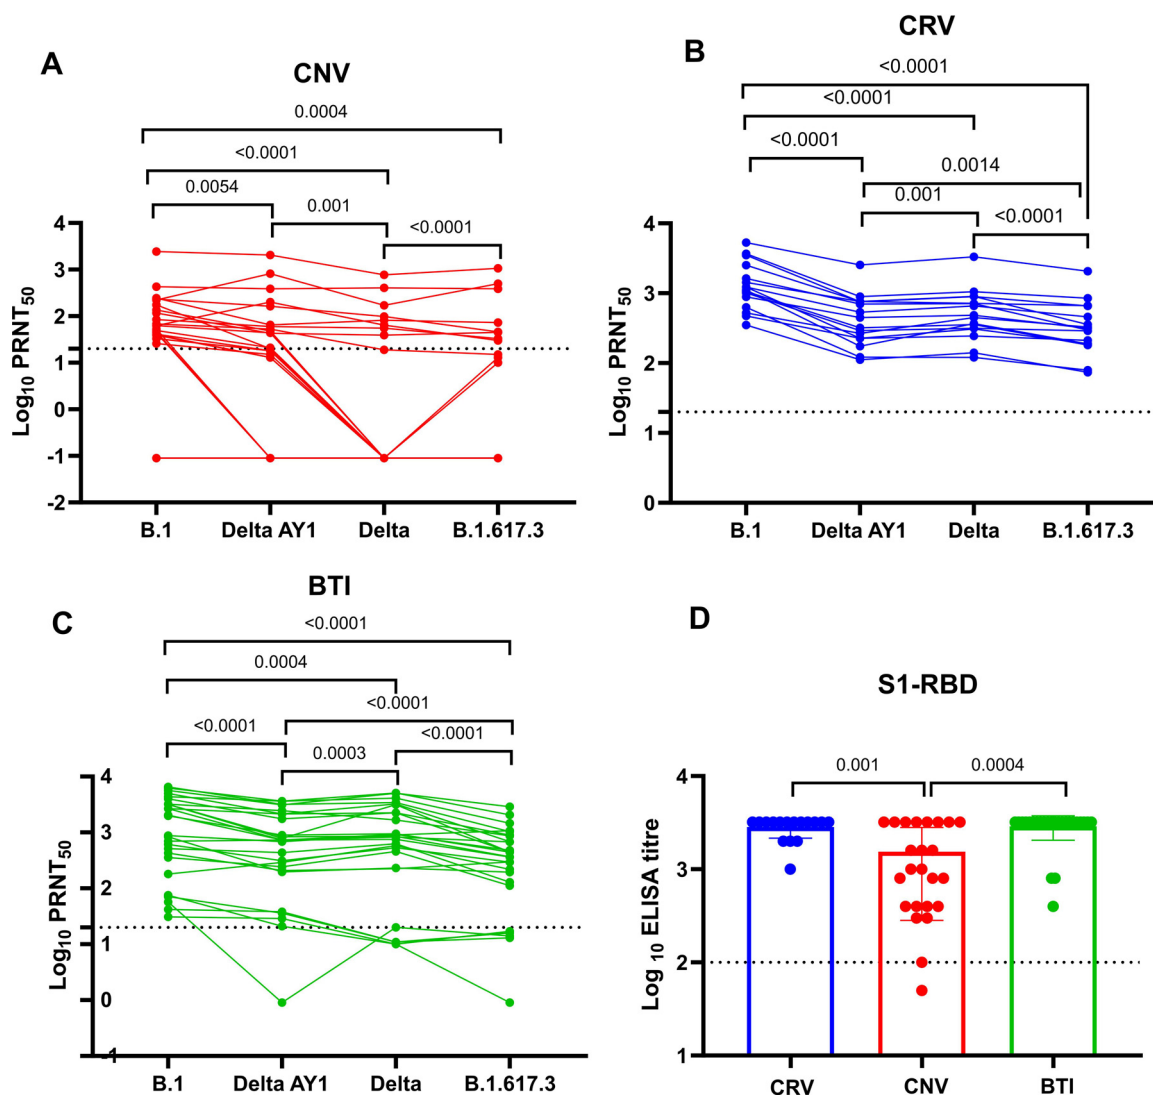 A
CNV
0.0004
<0.0001
0.0054
0.001
<0.0001
4
3
2
1
0
-1
-2
Log10 PRNT50
B.1 Delta AY1 Delta B.1.617.3
B
CRV
<0.0001
<0.0001
<0.0001
0.0014
0.001
<0.0001
4
3
2
1
0
Log10 PRNT50
B.1 Delta AY1 Delta B.1.617.3
C
BTI
<0.0001
0.0004
<0.0001
<0.0001
<0.0001
0.0003
4
3
2
1
0
-1
Log10 PRNT50
B.1 Delta AY1 Delta B.1.617.3
D
S1-RBD
0.001 0.0004
4
3
2
1
Log 10 ELISA titre
CRV CNV BTI